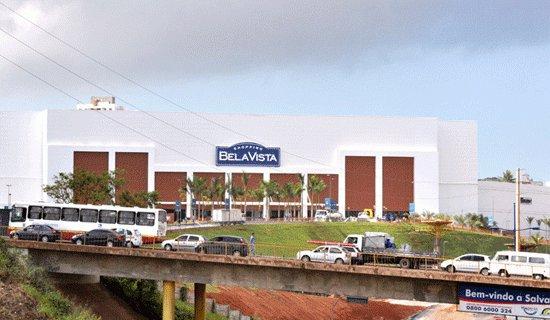 SHOPPING
BELAVISTA
Bem-vindo a Salva
0800 6000 324